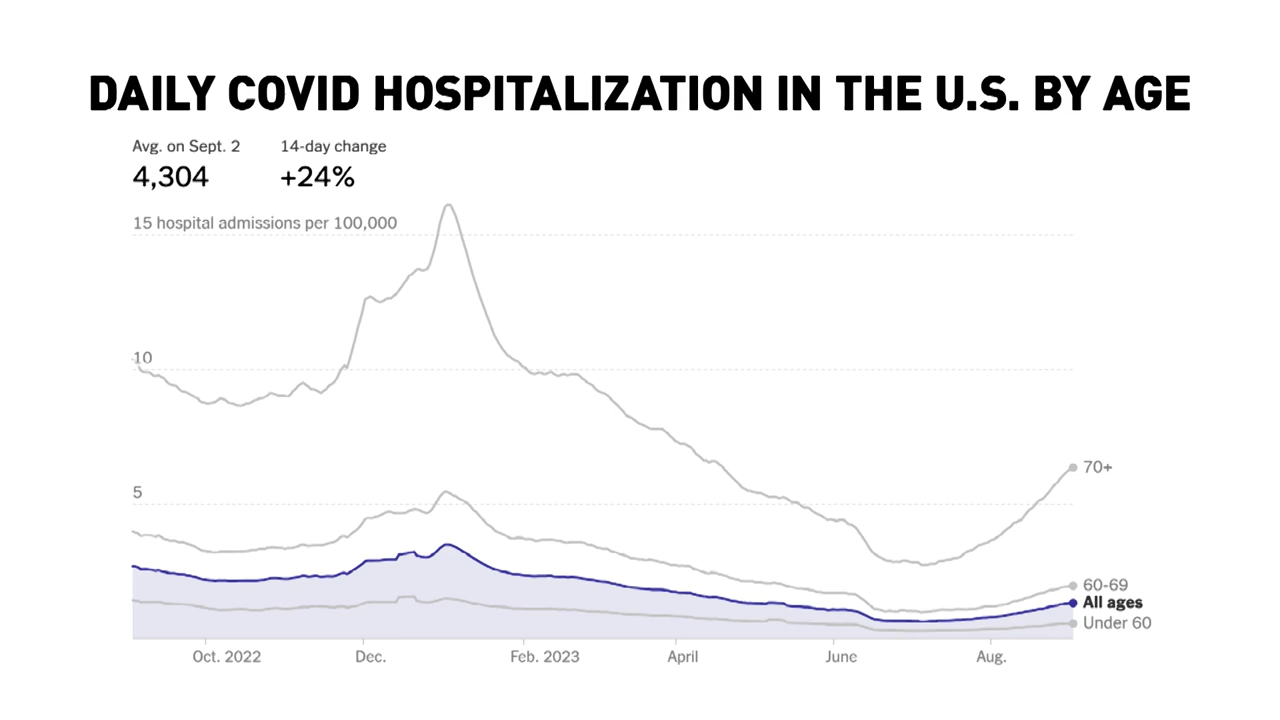 DAILY COVID HOSPITALIZATION IN THE U.S. BY AGE
Avg. on Sept. 2 14-day change
4,304 +24%
15 hospital admissions per 100,000
10
5
70+
60-69
All ages
Under 60
Oct. 2022 Dec. Feb. 2023 April June Aug.